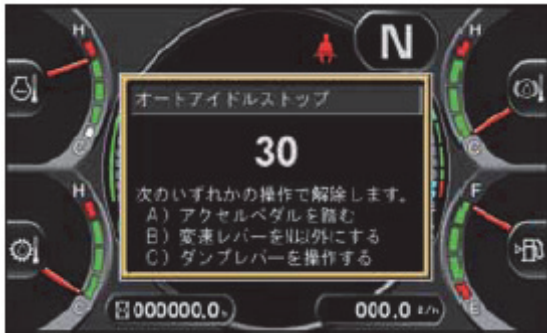 H
N
H
オートアイドルストップ
30
次のいずれかの操作で解除します。
A) アクセルペダルを踏む
B) 変速レバーをN以外にする
C) ダンプレバーを操作する
C
C
H
F
C
E
000000.0h
000.0 ℓ/h